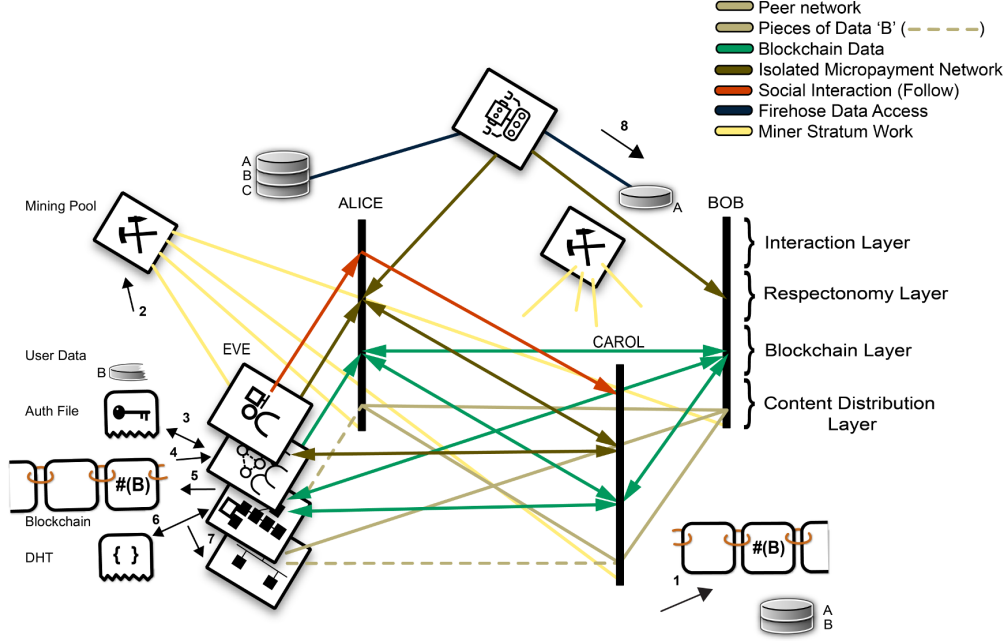 Peer network
Pieces of Data ‘B’ ( )
Blockchain Data
Isolated Micropayment Network
Social Interaction (Follow)
Firehose Data Access
Miner Stratum Work
8
A
B
C
A
Mining Pool
ALICE
BOB
Interaction Layer
2
Respectonomy Layer
CAROL
User Data
EVE
Blockchain Layer
B
Auth File
Content Distribution
Layer
3
4
#(B)
5
Blockchain
6
7
DHT
{ }
#(B)
1
A
B